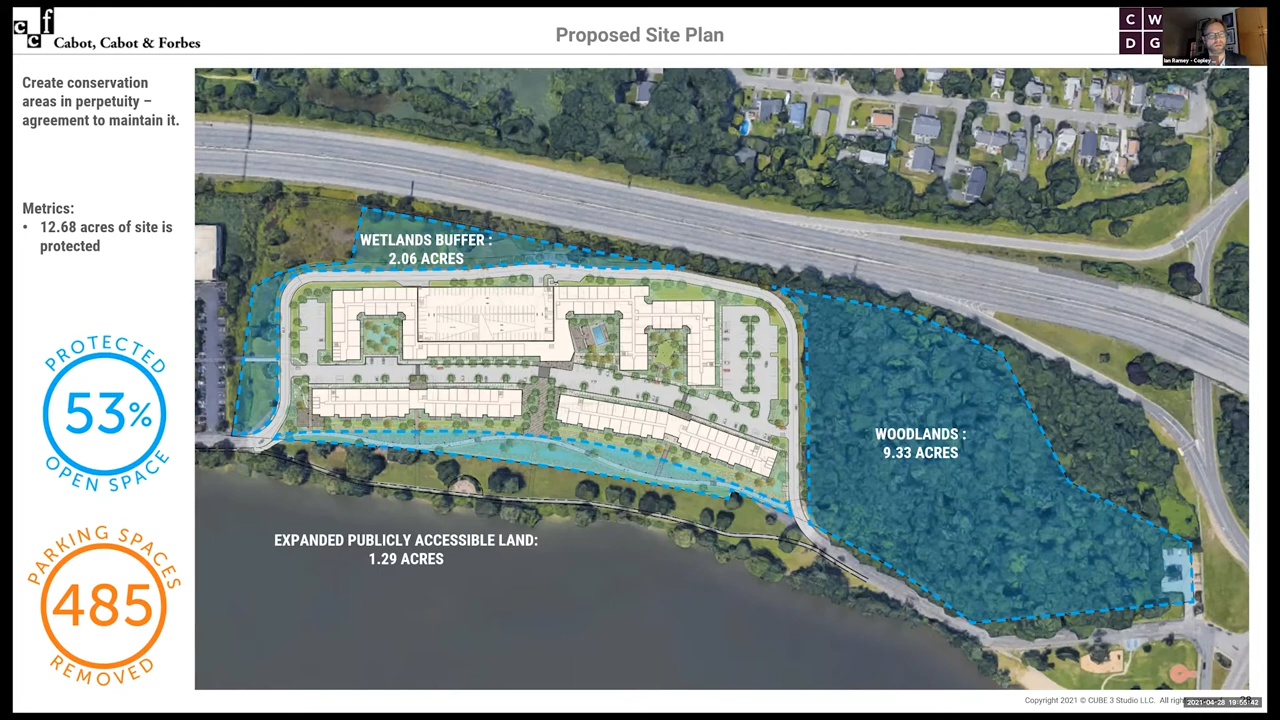 c f
c c
Cabot, Cabot & Forbes
Proposed Site Plan
C W
D G
Ian Ramey - Copley ...
Create conservation
areas in perpetuity –
agreement to maintain it.
Metrics:
• 12.68 acres of site is
protected
PROTECTED
53%
OPEN SPACE
PARKING SPACES
485
REMOVED
WETLANDS BUFFER :
2.06 ACRES
WOODLANDS :
9.33 ACRES
EXPANDED PUBLICLY ACCESSIBLE LAND:
1.29 ACRES
Copyright 2021 © CUBE 3 Studio LLC. All
2021-04-28 19:55:42